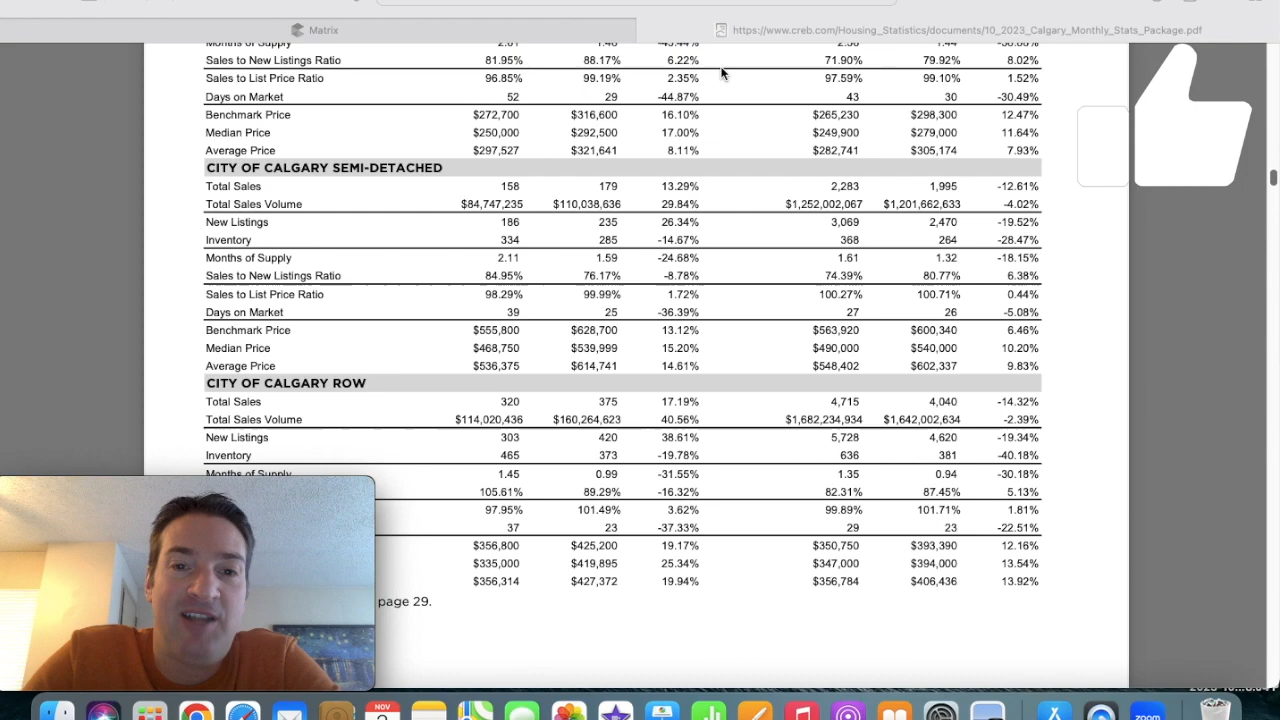 Matrix
https://www.creb.com/Housing_Statistics/documents/10_2023_Calgary_Monthly_Stats_Package.pdf
Months of Supply
Sales to New Listings Ratio 81.95% 88.17% 6.22% 71.90% 79.92% 8.02%
Sales to List Price Ratio 96.85% 99.19% 2.35% 97.59% 99.10% 1.52%
Days on Market 52 29 -44.87% 43 30 -30.49%
Benchmark Price $272,700 $316,600 16.10% $265,230 $298,300 12.47%
Median Price $250,000 $292,500 17.00% $249,900 $279,000 11.64%
Average Price $297,527 $321,641 8.11% $282,741 $305,174 7.93%
CITY OF CALGARY SEMI-DETACHED
Total Sales 158 179 13.29% 2,283 1,995 -12.61%
Total Sales Volume $84,747,235 $110,038,636 29.84% $1,252,002,067 $1,201,662,633 -4.02%
New Listings 186 235 26.34% 3,069 2,470 -19.52%
Inventory 334 285 -14.67% 368 264 -28.47%
Months of Supply 2.11 1.59 -24.68% 1.61 1.32 -18.15%
Sales to New Listings Ratio 84.95% 76.17% -8.78% 74.39% 80.77% 6.38%
Sales to List Price Ratio 98.29% 99.99% 1.72% 100.27% 100.71% 0.44%
Days on Market 39 25 -36.39% 27 26 -5.08%
Benchmark Price $555,800 $628,700 13.12% $563,920 $600,340 6.46%
Median Price $468,750 $539,999 15.20% $490,000 $540,000 10.20%
Average Price $536,375 $614,741 14.61% $548,402 $602,337 9.83%
CITY OF CALGARY ROW
Total Sales 320 375 17.19% 4,715 4,040 -14.32%
Total Sales Volume $114,020,436 $160,264,623 40.56% $1,682,234,934 $1,642,002,634 -2.39%
New Listings 303 420 38.61% 5,728 4,620 -19.34%
Inventory 465 373 -19.78% 636 381 -40.18%
Months of Supply 1.45 0.99 -31.55% 1.35 0.94 -30.18%
105.61% 89.29% -16.32% 82.31% 87.45% 5.13%
97.95% 101.49% 3.62% 99.89% 101.71% 1.81%
37 23 -37.33% 29 23 -22.51%
$356,800 $425,200 19.17% $350,750 $393,390 12.16%
$335,000 $419,895 25.34% $347,000 $394,000 13.54%
$356,314 $427,372 19.94% $356,784 $406,436 13.92%
page 29.
NOV
zoom